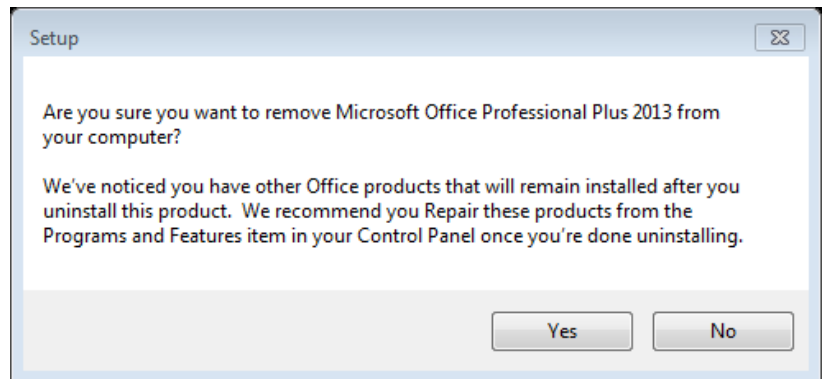 Setup
Are you sure you want to remove Microsoft Office Professional Plus 2013 from
your computer?
We've noticed you have other Office products that will remain installed after you
uninstall this product.  We recommend you Repair these products from the
Programs and Features item in your Control Panel once you're done uninstalling.
Yes
No